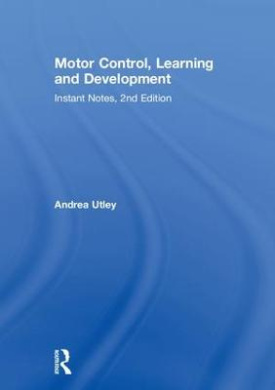 Motor Control, Learning
and Development
Instant Notes, 2nd Edition
Andrea Utley
Routledge